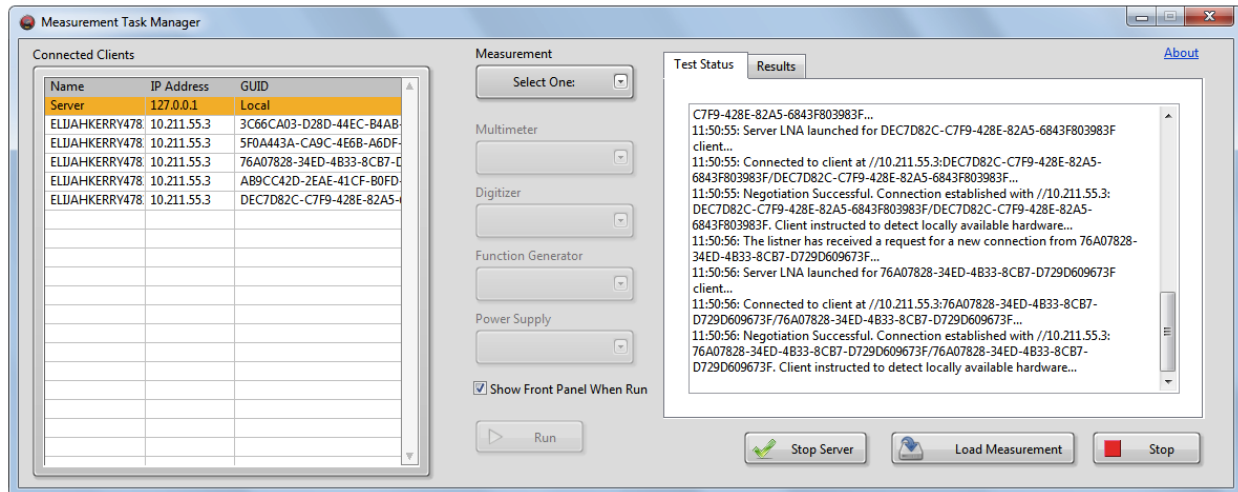 Measurement Task Manager
Connected Clients
Name IP Address GUID
Server 127.0.0.1 Local
ELIJAHKERRY478. 10.211.55.3 3C66CA03-D28D-44EC-B4AB-
ELIJAHKERRY478. 10.211.55.3 5F0A443A-CA9C-4E6B-A6DF-
ELIJAHKERRY478. 10.211.55.3 76A07828-34ED-4B33-8CB7-D
ELIJAHKERRY478. 10.211.55.3 AB9CC42D-2EAE-41CF-B0FD-
ELIJAHKERRY478. 10.211.55.3 DEC7D82C-C7F9-428E-82A5-
Measurement
Select One:
Multimeter
Digitizer
Function Generator
Power Supply
Show Front Panel When Run
Run
Test Status Results
About
C7F9-428E-82A5-6843F803983F...
11:50:55: Server LNA launched for DEC7D82C-C7F9-428E-82A5-6843F803983F
client...
11:50:55: Connected to client at //10.211.55.3:DEC7D82C-C7F9-428E-82A5-
6843F803983F/DEC7D82C-C7F9-428E-82A5-6843F803983F...
11:50:55: Negotiation Successful. Connection established with //10.211.55.3:
DEC7D82C-C7F9-428E-82A5-6843F803983F/DEC7D82C-C7F9-428E-82A5-
6843F803983F. Client instructed to detect locally available hardware...
11:50:56: The listner has received a request for a new connection from 76A07828-
34ED-4B33-8CB7-D729D609673F...
11:50:56: Server LNA launched for 76A07828-34ED-4B33-8CB7-D729D609673F
client...
11:50:56: Connected to client at //10.211.55.3:76A07828-34ED-4B33-8CB7-
D729D609673F/76A07828-34ED-4B33-8CB7-D729D609673F...
11:50:56: Negotiation Successful. Connection established with //10.211.55.3:
76A07828-34ED-4B33-8CB7-D729D609673F/76A07828-34ED-4B33-8CB7-
D729D609673F. Client instructed to detect locally available hardware...
Stop Server
Load Measurement
Stop